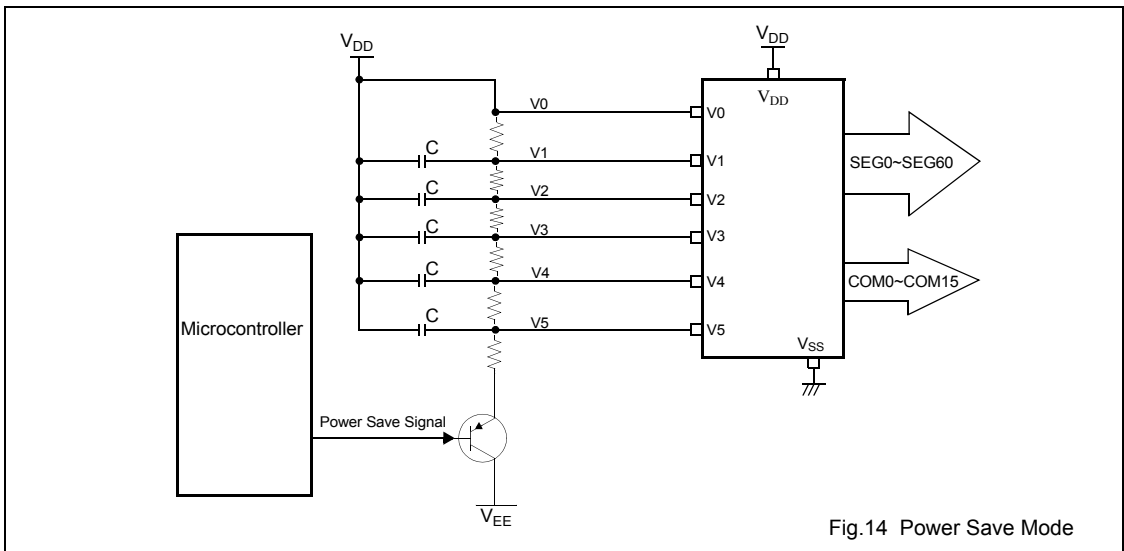 VDD
VDD
VDD
V0
V0
C
V1
V1
SEG0~SEG60
C
V2
V2
C
V3
V3
C
V4
V4
COM0~COM15
C
V5
V5
Microcontroller
VSS
Power Save Signal
VEE
Fig.14 Power Save Mode